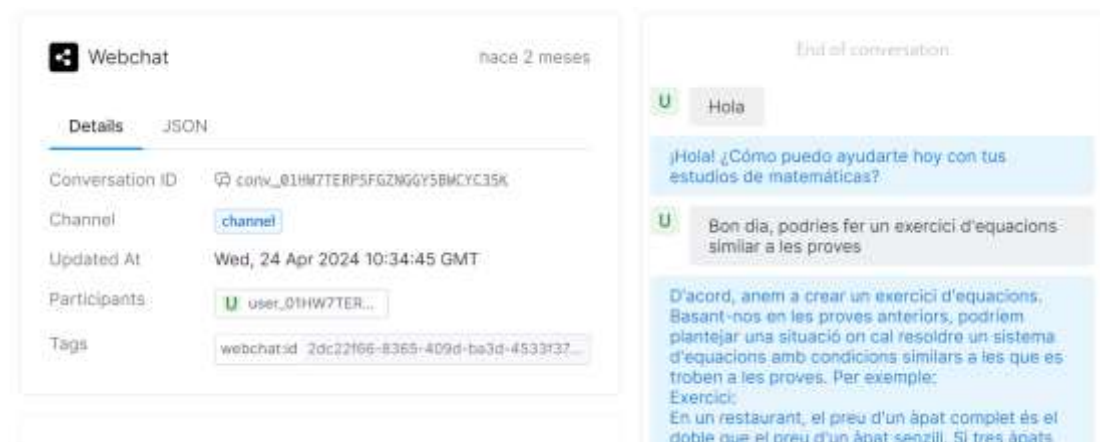 Webchat
hace 2 meses
Details
JSON
Conversation ID
conv_01HW7TERPSFGZNGGY5BWCYC3SK
Channel
channel
Updated At
Wed, 24 Apr 2024 10:34:45 GMT
Participants
U user_01HW7TER...
Tags
webchat:id 2dc22f66-8365-409d-ba3d-4533f37...
End of conversation
U
Hola
¡Hola! ¿Cómo puedo ayudarte hoy con tus
estudios de matemáticas?
U
Bon dia, podries fer un exercici d'equacions
similar a les proves
D'acord, anem a crear un exercici d'equacions.
Basant-nos en les proves anteriors, podríem
plantejar una situació on cal resoldre un sistema
d'equacions amb condicions similars a les que es
troben a les proves. Per exemple:
Exercici:
En un restaurant, el preu d'un àpat complet és el
doble que el preu d'un àpat senzill. Si tres àpats